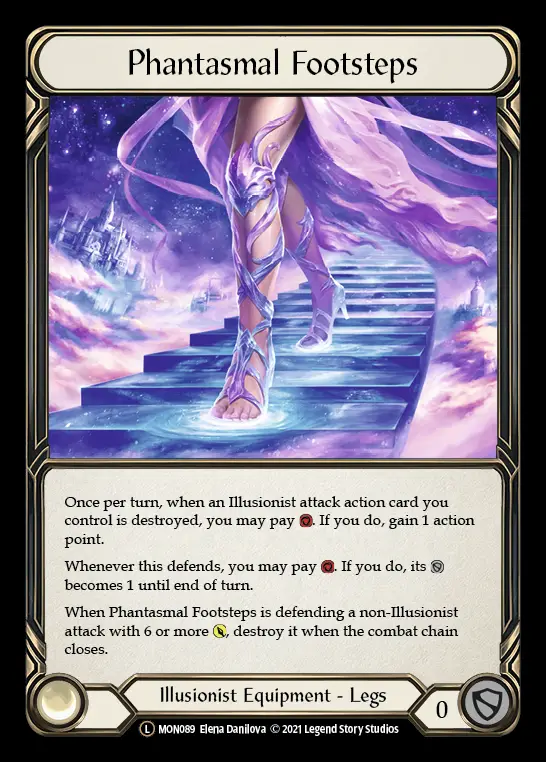 Phantasmal Footsteps
Once per turn, when an Illusionist attack action card you
control is destroyed, you may pay . If you do, gain 1 action
point.
Whenever this defends, you may pay . If you do, its
becomes 1 until end of turn.
When Phantasmal Footsteps is defending a non-Illusionist
attack with 6 or more , destroy it when the combat chain
closes.
Illusionist Equipment - Legs
0
L MON089 Elena Danilova © 2021 Legend Story Studios